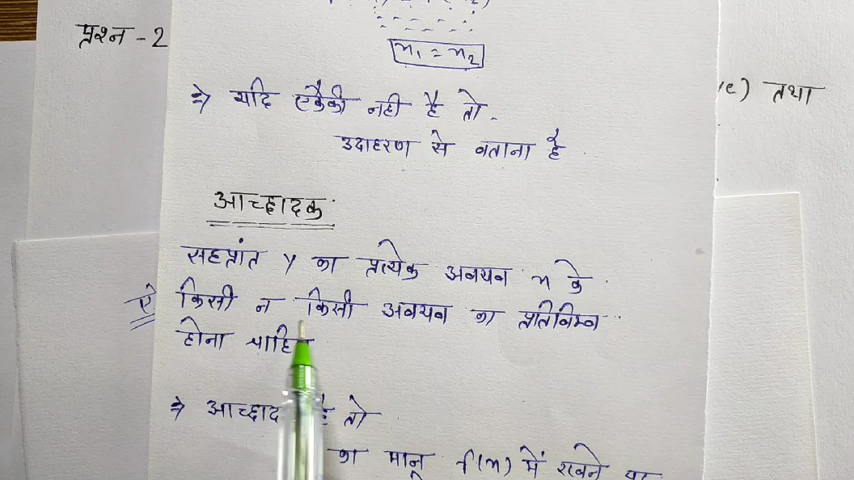 प्रश्न - 2
x₁ = x₂
/e) तथा
⇒ यदि एकैकी नही है तो -
उदाहरण से बताना है
आच्छादक
सहप्रांत y का प्रत्येक अवयव x के
किसी न किसी अवयव का प्रतिबिम्ब
होना चाहि
⇒ आच्छाद है तो
का मान f(x) में रखने पर